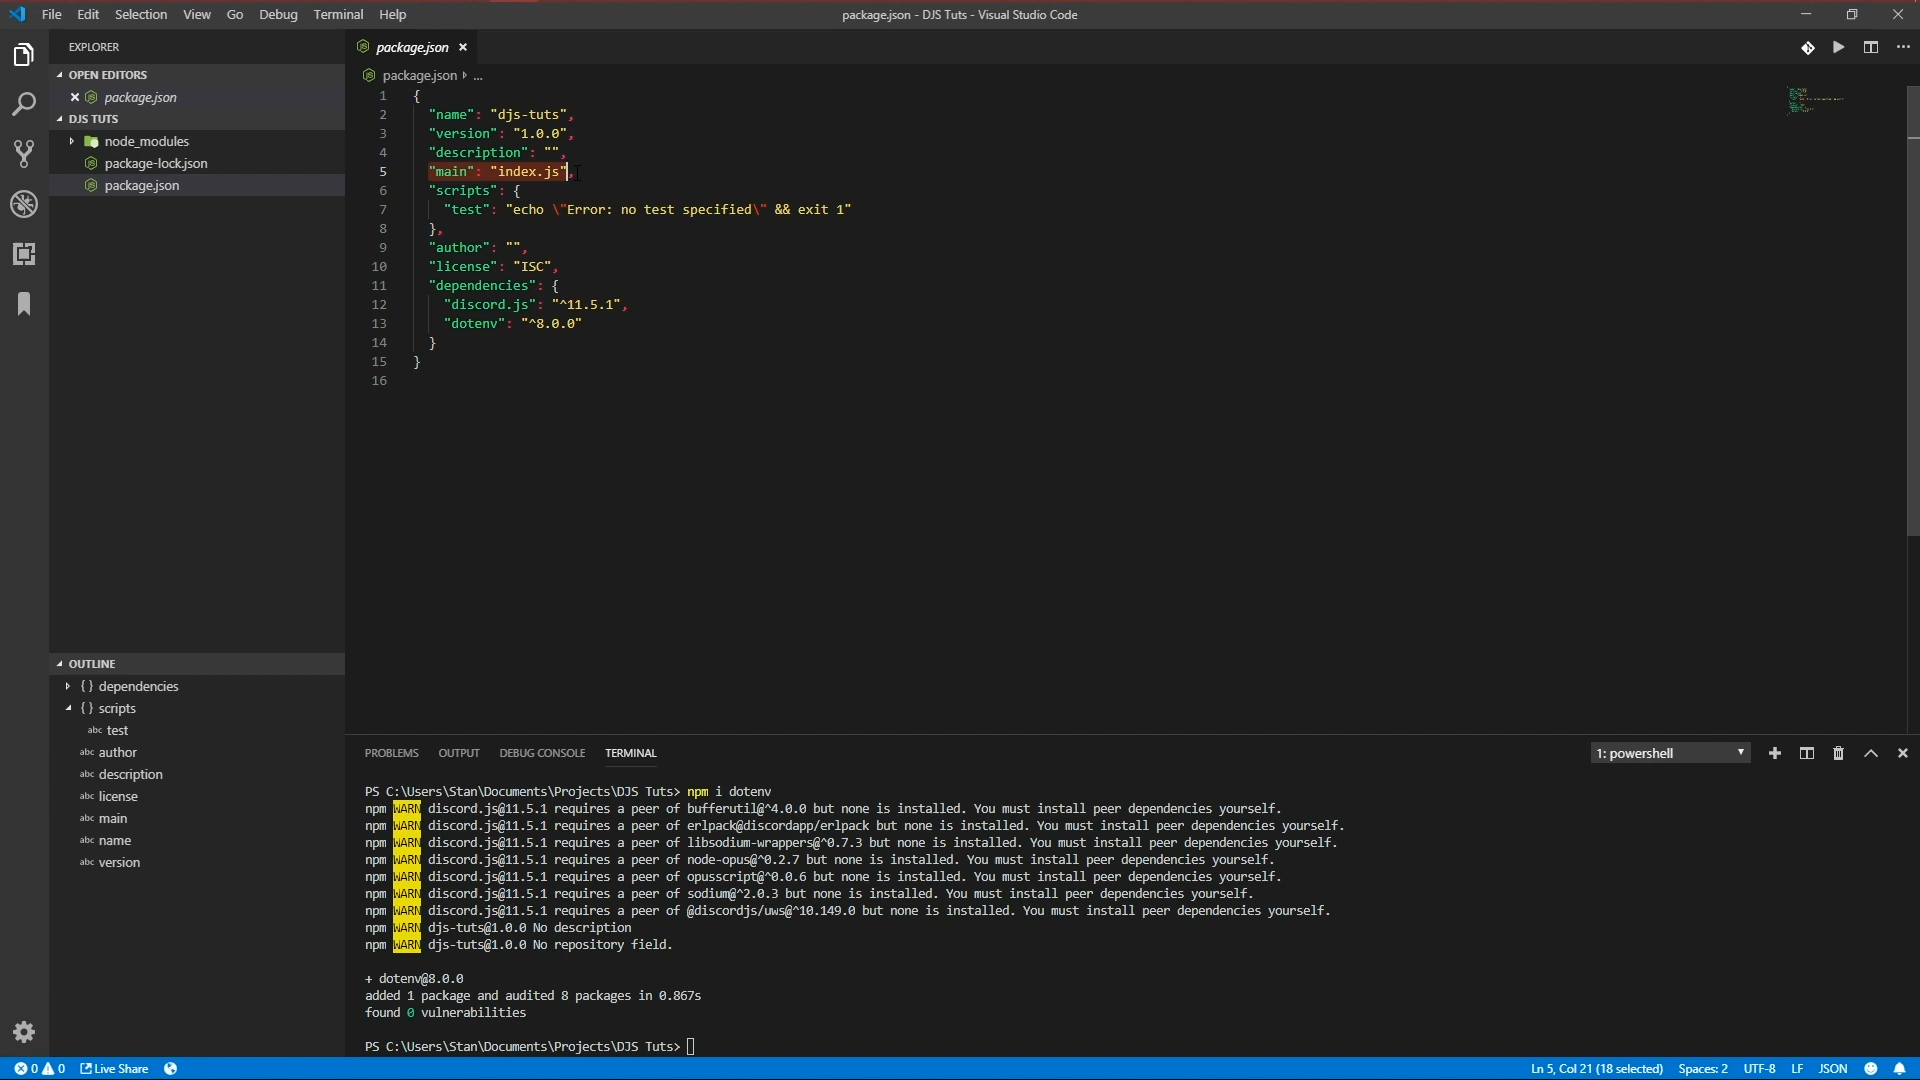 File Edit Selection View Go Debug Terminal Help
package.json - DJS Tuts - Visual Studio Code
EXPLORER
OPEN EDITORS
package.json
DJS TUTS
node_modules
package-lock.json
package.json
OUTLINE
{} dependencies
{} scripts
abc test
abc author
abc description
abc license
abc main
abc name
abc version
package.json
package.json ...
1 {
2 "name": "djs-tuts",
3 "version": "1.0.0",
4 "description": "",
5 "main": "index.js",
6 "scripts": {
7 "test": "echo \"Error: no test specified\" && exit 1"
8 },
9 "author": "",
10 "license": "ISC",
11 "dependencies": {
12 "discord.js": "^11.5.1",
13 "dotenv": "^8.0.0"
14 }
15 }
16
PROBLEMS OUTPUT DEBUG CONSOLE TERMINAL
1: powershell
PS C:\Users\Stan\Documents\Projects\DJS Tuts> npm i dotenv
npm WARN discord.js@11.5.1 requires a peer of bufferutil@^4.0.0 but none is installed. You must install peer dependencies yourself.
npm WARN discord.js@11.5.1 requires a peer of erlpack@discordapp/erlpack but none is installed. You must install peer dependencies yourself.
npm WARN discord.js@11.5.1 requires a peer of libsodium-wrappers@^0.7.3 but none is installed. You must install peer dependencies yourself.
npm WARN discord.js@11.5.1 requires a peer of node-opus@^0.2.7 but none is installed. You must install peer dependencies yourself.
npm WARN discord.js@11.5.1 requires a peer of opusscript@^0.0.6 but none is installed. You must install peer dependencies yourself.
npm WARN discord.js@11.5.1 requires a peer of sodium@^2.0.3 but none is installed. You must install peer dependencies yourself.
npm WARN discord.js@11.5.1 requires a peer of @discordjs/uws@^10.149.0 but none is installed. You must install peer dependencies yourself.
npm WARN djs-tuts@1.0.0 No description
npm WARN djs-tuts@1.0.0 No repository field.
+ dotenv@8.0.0
added 1 package and audited 8 packages in 0.867s
found 0 vulnerabilities
PS C:\Users\Stan\Documents\Projects\DJS Tuts>
0 0 Live Share
Ln 5, Col 21 (18 selected) Spaces: 2 UTF-8 LF JSON